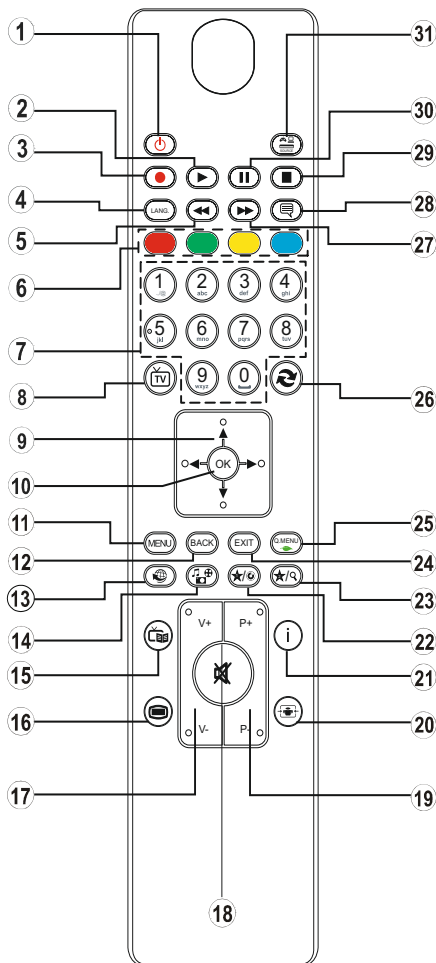 1
31
2
30
3
29
4
LANG.
28
5
27
6
1
./@
2
abc
3
def
4
ghi
7
5
jkl
6
mno
7
pqrs
8
tuv
8
TV
9
wxyz
0
26
9
10
OK
11
MENU
BACK
EXIT
Q.MENU
25
12
24
13
23
14
22
V+
P+
15
i
21
16
20
V-
P-
17
19
18